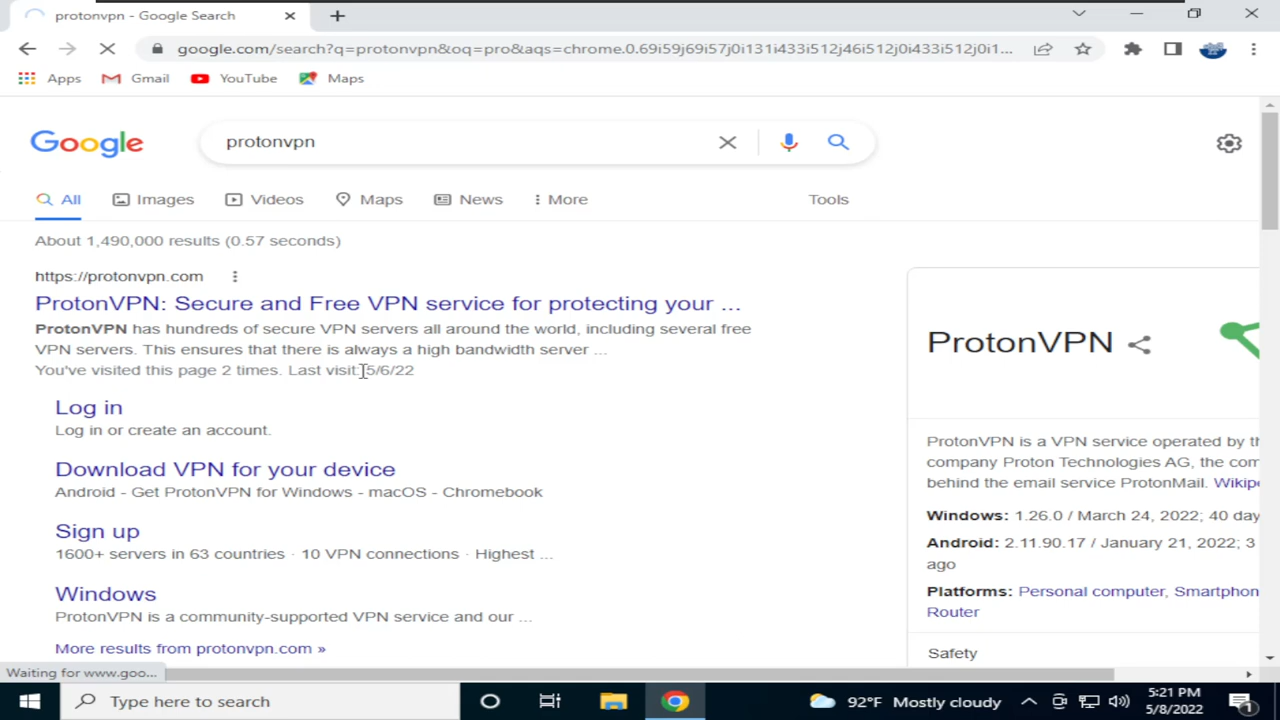 protonvpn - Google Search
google.com/search?q=protonvpn&oq=pro&aqs=chrome.0.69i59j69i57j0i131i433i512j46i512j0i433i512j0i1...
Apps Gmail YouTube Maps
Google protonvpn
All Images Videos Maps News More Tools
About 1,490,000 results (0.57 seconds)
https://protonvpn.com
ProtonVPN: Secure and Free VPN service for protecting your ...
ProtonVPN has hundreds of secure VPN servers all around the world, including several free
VPN servers. This ensures that there is always a high bandwidth server ...
You've visited this page 2 times. Last visit: 5/6/22
Log in
Log in or create an account.
Download VPN for your device
Android - Get ProtonVPN for Windows - macOS - Chromebook
Sign up
1600+ servers in 63 countries · 10 VPN connections · Highest ...
Windows
ProtonVPN is a community-supported VPN service and our ...
More results from protonvpn.com »
ProtonVPN
ProtonVPN is a VPN service operated by th
company Proton Technologies AG, the com
behind the email service ProtonMail. Wikipe
Windows: 1.26.0 / March 24, 2022; 40 day
Android: 2.11.90.17 / January 21, 2022; 3
ago
Platforms: Personal computer, Smartphon
Router
Safety
Waiting for www.goo...
Type here to search
92°F Mostly cloudy
5:21 PM
5/8/2022
1